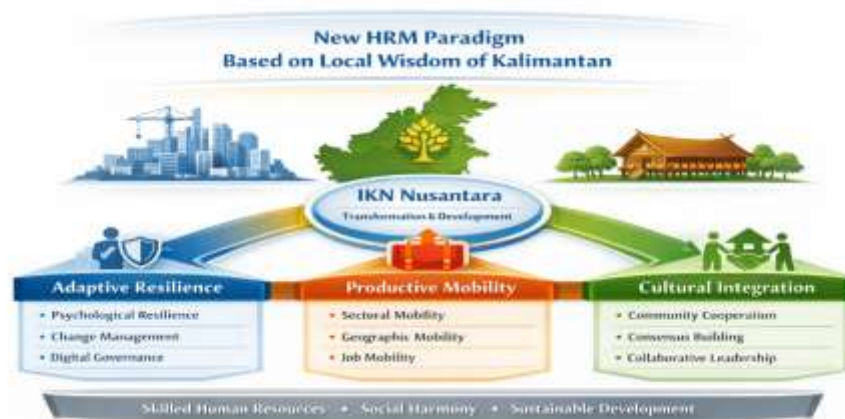 New HRM Paradigm
Based on Local Wisdom of Kalimantan
IKN Nusantara
Transformation & Development
Adaptive Resilience
• Psychological Resilience
• Change Management
• Digital Governance
Productive Mobility
• Sectoral Mobility
• Geographic Mobility
• Job Mobility
Cultural Integration
• Community Cooperation
• Consensus Building
• Collaborative Leadership
Skilled Human Resources • Social Harmony • Sustainable Development